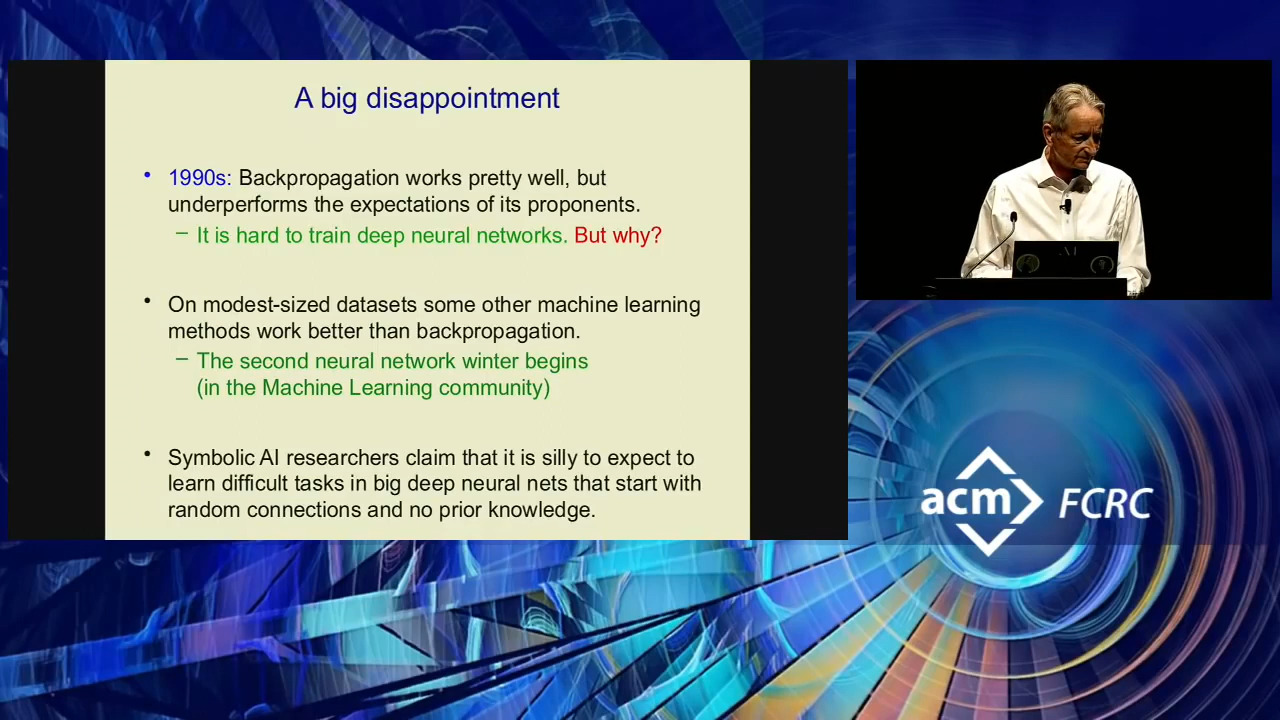 A big disappointment
• 1990s: Backpropagation works pretty well, but
underperforms the expectations of its proponents.
– It is hard to train deep neural networks. But why?
• On modest-sized datasets some other machine learning
methods work better than backpropagation.
– The second neural network winter begins
(in the Machine Learning community)
• Symbolic AI researchers claim that it is silly to expect to
learn difficult tasks in big deep neural nets that start with
random connections and no prior knowledge.
acm FCRC